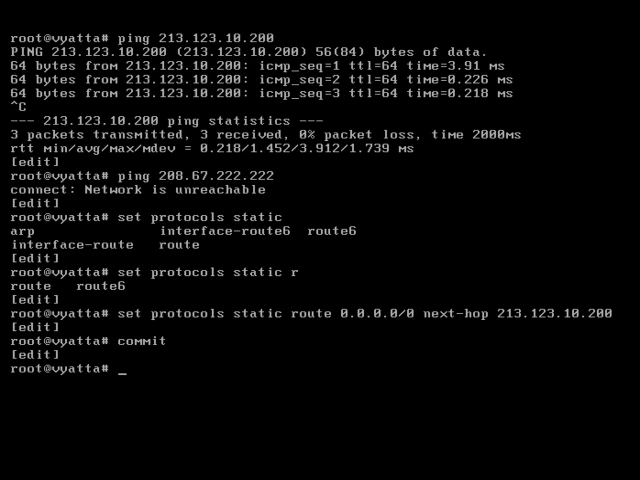 root@vyatta# ping 213.123.10.200
PING 213.123.10.200 (213.123.10.200) 56(84) bytes of data.
64 bytes from 213.123.10.200: icmp_seq=1 ttl=64 time=3.91 ms
64 bytes from 213.123.10.200: icmp_seq=2 ttl=64 time=0.226 ms
64 bytes from 213.123.10.200: icmp_seq=3 ttl=64 time=0.218 ms
^C
--- 213.123.10.200 ping statistics ---
3 packets transmitted, 3 received, 0% packet loss, time 2000ms
rtt min/avg/max/mdev = 0.218/1.452/3.912/1.739 ms
[edit]
root@vyatta# ping 208.67.222.222
connect: Network is unreachable
[edit]
root@vyatta# set protocols static
arp                interface-route6  route6
interface-route   route
[edit]
root@vyatta# set protocols static r
route   route6
[edit]
root@vyatta# set protocols static route 0.0.0.0/0 next-hop 213.123.10.200
[edit]
root@vyatta# commit
[edit]
root@vyatta# _